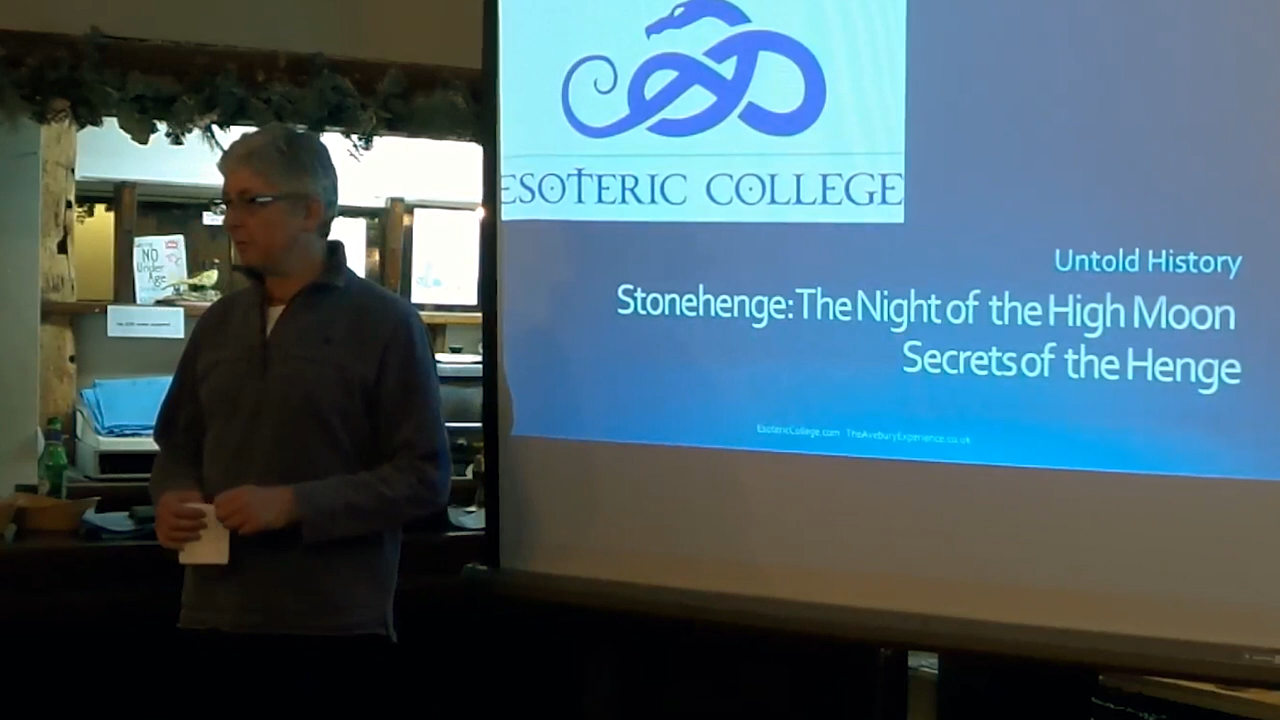 ESOTERIC COLLEGE
Untold History
Stonehenge: The Night of the High Moon
Secrets of the Henge
EsotericCollege.com TheAveburyExperience.co.uk
NO
Under
Age